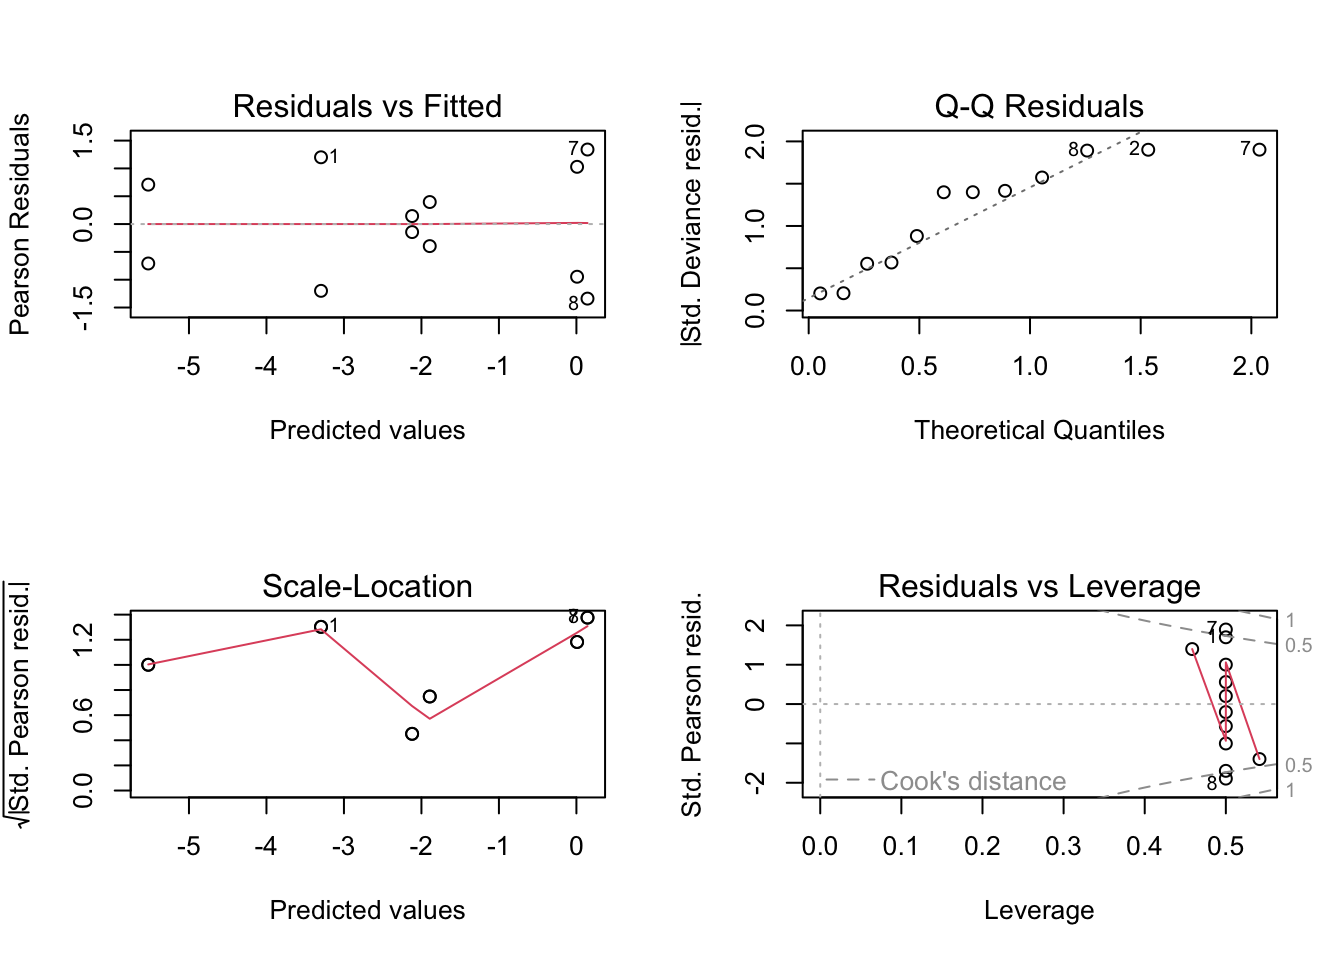 Residuals vs Fitted
Pearson Residuals
1.5
0.0
-1.5
1
7
8
-5 -4 -3 -2 -1 0
Predicted values
Q-Q Residuals
|Std. Deviance resid.|
2.0
1.0
0.0
8 2 7
0.0 0.5 1.0 1.5 2.0
Theoretical Quantiles
Scale-Location
√|Std. Pearson resid.|
1.2
0.6
0.0
1
8
-5 -4 -3 -2 -1 0
Predicted values
Residuals vs Leverage
Std. Pearson resid.
2
1
0
-2
7
1
8
1
0.5
0.5
1
Cook's distance
0.0 0.1 0.2 0.3 0.4 0.5
Leverage